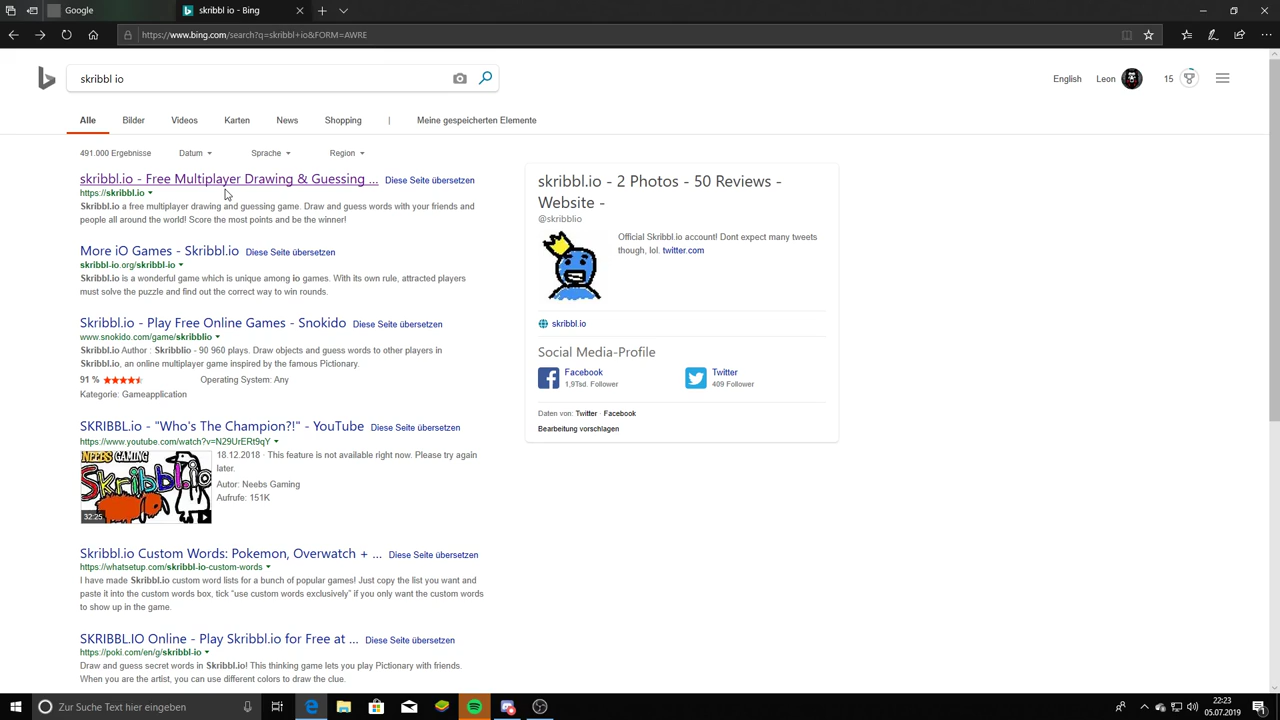 Google
skribbl io - Bing
https://www.bing.com/search?q=skribbl+io&FORM=AWRE
skribbl io
English
Leon
15
Alle
Bilder
Videos
Karten
News
Shopping
|
Meine gespeicherten Elemente
491.000 Ergebnisse
Datum
Sprache
Region
skribbl.io - Free Multiplayer Drawing & Guessing ... Diese Seite übersetzen
https://skribbl.io
Skribbl.io a free multiplayer drawing and guessing game. Draw and guess words with your friends and
people all around the world! Score the most points and be the winner!
More iO Games - Skribbl.io Diese Seite übersetzen
skribbl-io.org/skribbl-io
Skribbl.io is a wonderful game which is unique among io games. With its own rule, attracted players
must solve the puzzle and find out the correct way to win rounds.
Skribbl.io - Play Free Online Games - Snokido Diese Seite übersetzen
www.snokido.com/game/skribblio
Skribbl.io Author : Skribblio - 90 960 plays. Draw objects and guess words to other players in
Skribbl.io, an online multiplayer game inspired by the famous Pictionary.
91 %
Operating System: Any
Kategorie: Gameapplication
SKRIBBL.io - "Who's The Champion?!" - YouTube Diese Seite übersetzen
https://www.youtube.com/watch?v=N29UrERt9qY
NEEBS GAMING
Skribbl.io
32:25
18.12.2018 · This feature is not available right now. Please try again
later.
Autor: Neebs Gaming
Aufrufe: 151K
Skribbl.io Custom Words: Pokemon, Overwatch + ... Diese Seite übersetzen
https://whatsetup.com/skribbl-io-custom-words
I have made Skribbl.io custom word lists for a bunch of popular games! Just copy the list you want and
paste it into the custom words box, tick “use custom words exclusively” if you only want the custom words
to show up in the game.
SKRIBBL.IO Online - Play Skribbl.io for Free at ... Diese Seite übersetzen
https://poki.com/en/g/skribbl-io
Draw and guess secret words in Skribbl.io! This thinking game lets you play Pictionary with friends.
When you are the artist, you can use different colors to draw the clue.
skribbl.io - 2 Photos - 50 Reviews -
Website -
@skribblio
Official Skribbl.io account! Dont expect many tweets
though, lol. twitter.com
skribbl.io
Social Media-Profile
Facebook
1,9Tsd. Follower
Twitter
409 Follower
Daten von: Twitter · Facebook
Bearbeitung vorschlagen
Zur Suche Text hier eingeben
22:23
05.07.2019